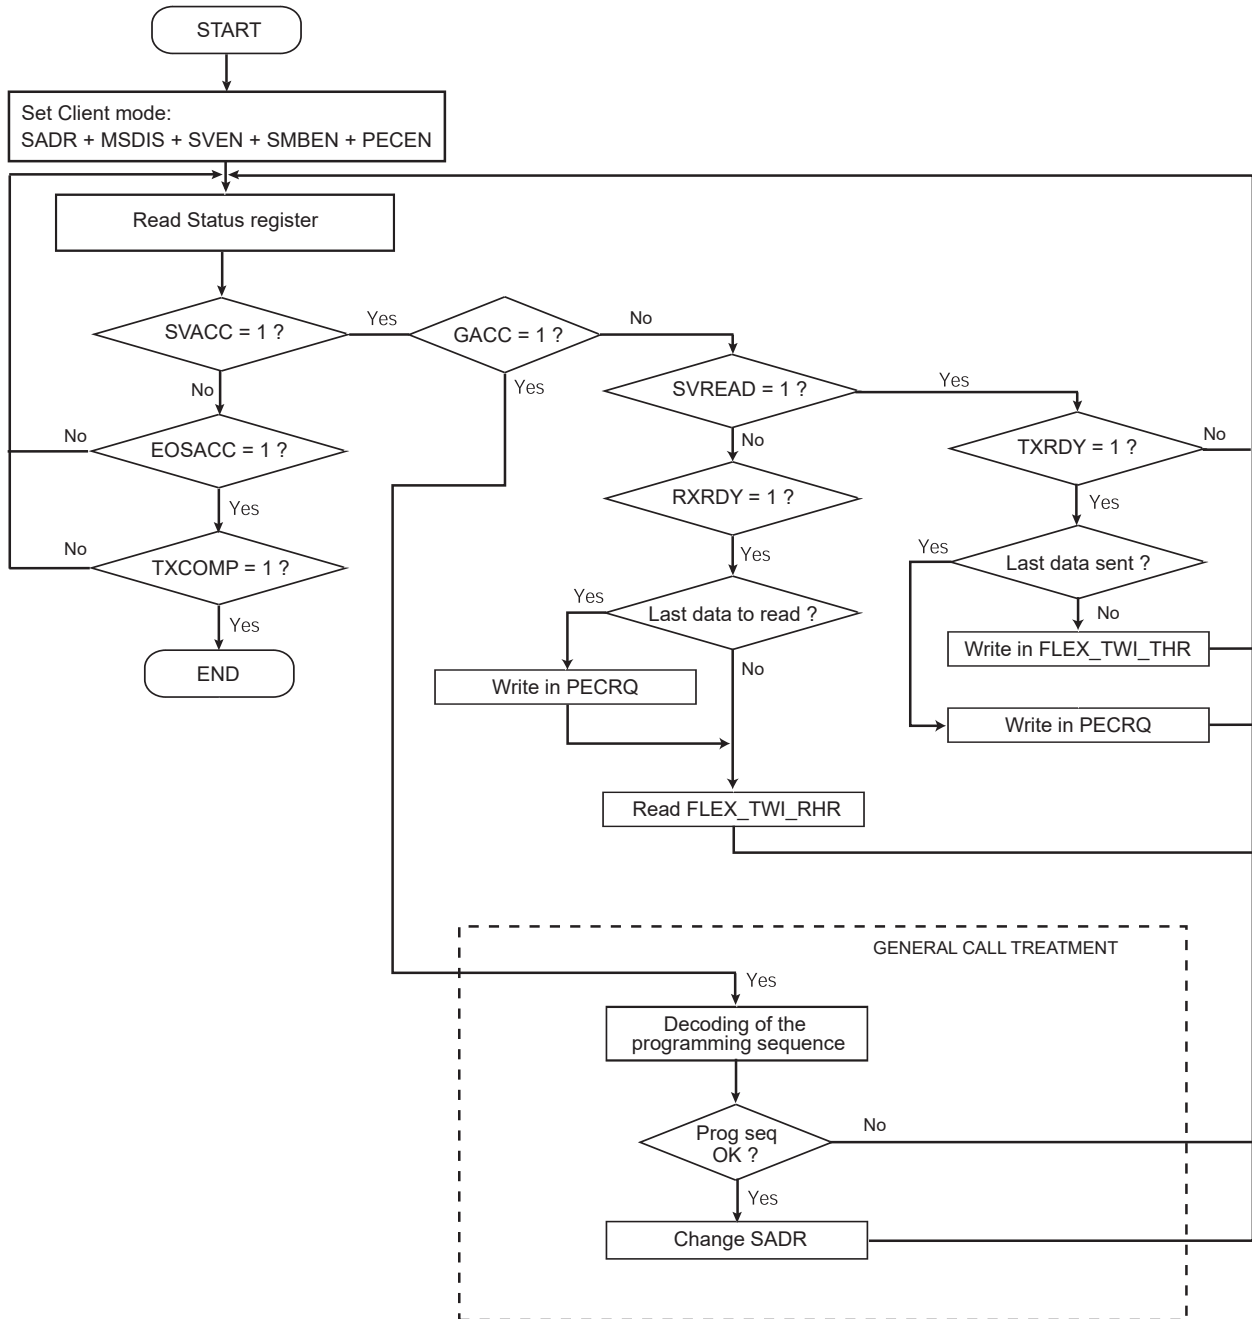 START
Set Client mode:
SADR + MSDIS + SVEN + SMBEN + PECEN
Read Status register
SVACC = 1 ?
Yes
GACC = 1 ?
No
SVREAD = 1 ?
Yes
TXRDY = 1 ?
No
No
Yes
No
EOSACC = 1 ?
No
RXRDY = 1 ?
Yes
Yes
Last data sent ?
Yes
No
TXCOMP = 1 ?
Yes
Yes
Last data to read ?
No
Write in FLEX_TWI_THR
Yes
END
No
Write in PECRQ
Write in PECRQ
Read FLEX_TWI_RHR
GENERAL CALL TREATMENT
Yes
Decoding of the
programming sequence
Prog seq
OK ?
No
Yes
Change SADR